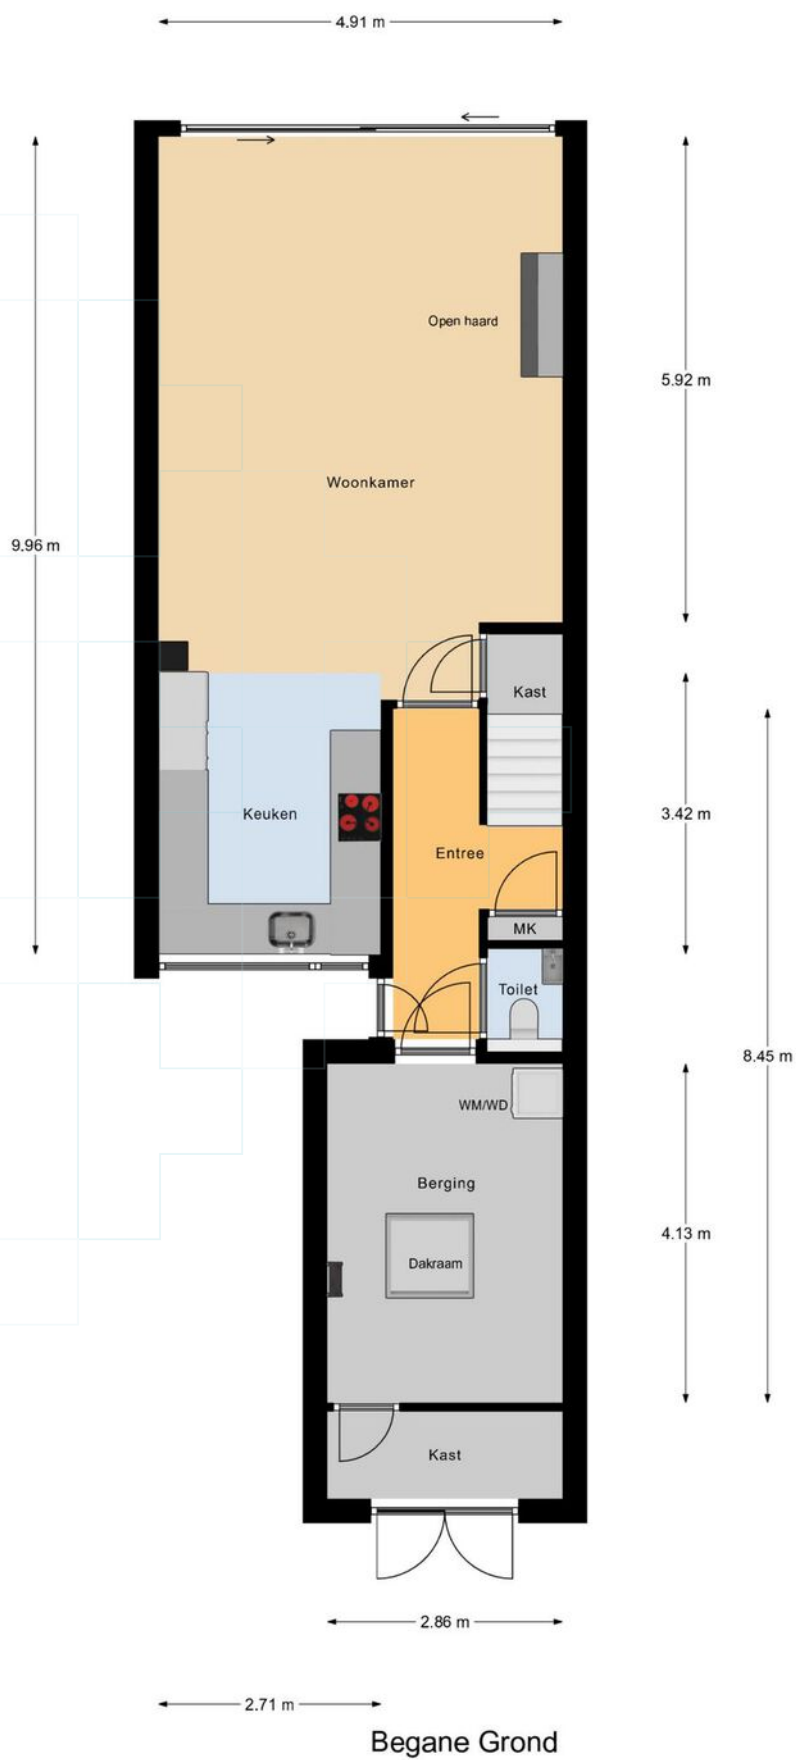 4.91 m
Open haard
5.92 m
Woonkamer
9.96 m
Kast
Keuken
3.42 m
Entree
MK
Toilet
8.45 m
WM/WD
Berging
4.13 m
Dakraam
Kast
2.86 m
2.71 m
Begane Grond